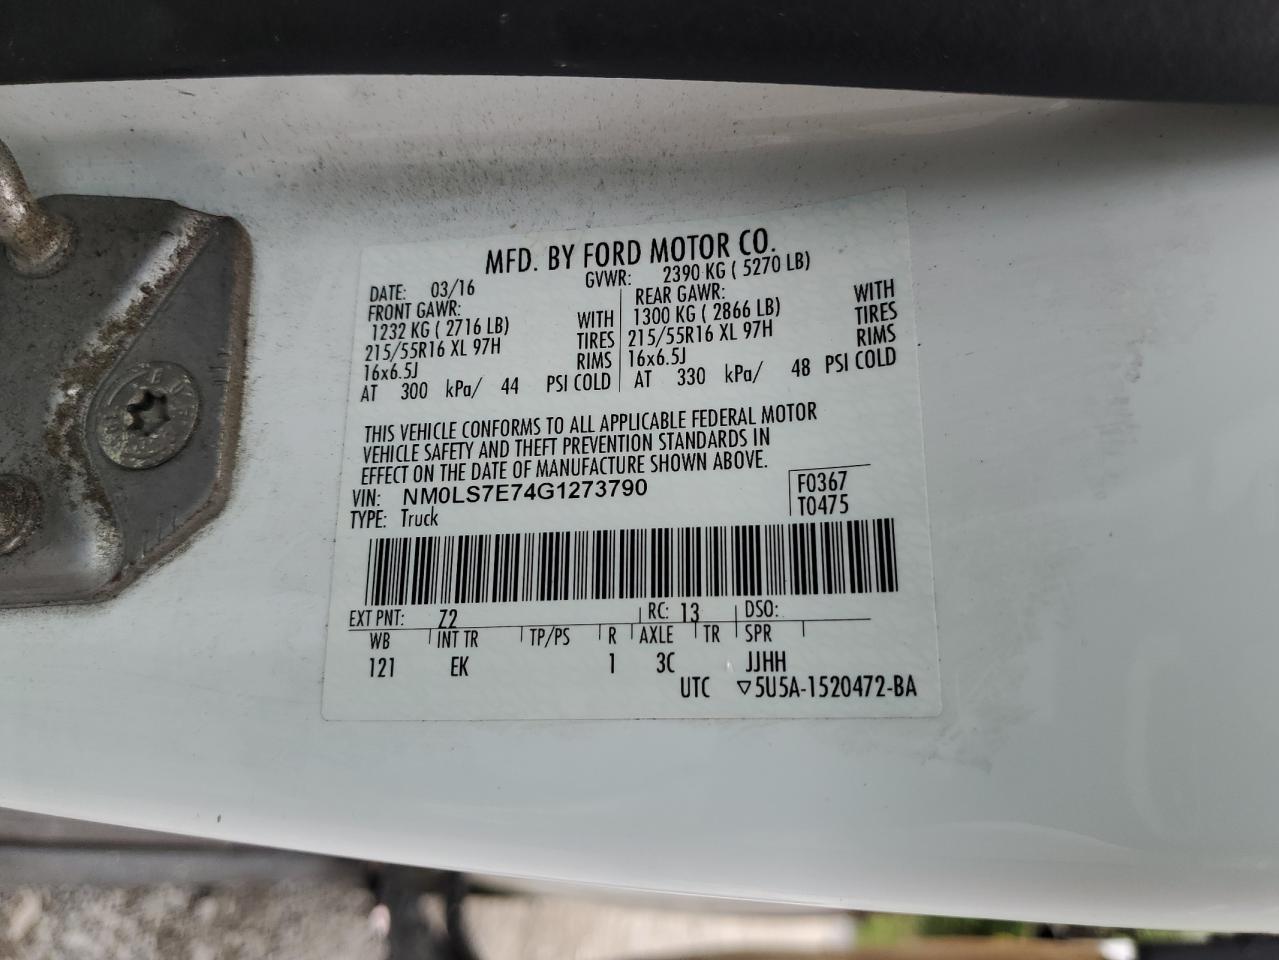 MFD. BY FORD MOTOR CO.
DATE: 03/16 GVWR: 2390 KG ( 5270 LB)
FRONT GAWR: REAR GAWR: WITH
1232 KG ( 2716 LB) WITH 1300 KG ( 2866 LB) TIRES
215/55R16 XL 97H TIRES 215/55R16 XL 97H RIMS
16x6.5J RIMS 16x6.5J
AT 300 kPa/ 44 PSI COLD AT 330 kPa/ 48 PSI COLD
THIS VEHICLE CONFORMS TO ALL APPLICABLE FEDERAL MOTOR
VEHICLE SAFETY AND THEFT PREVENTION STANDARDS IN
EFFECT ON THE DATE OF MANUFACTURE SHOWN ABOVE.
VIN: NM0LS7E74G1273790 F0367
TYPE: Truck T0475
EXT PNT: Z2 RC: 13 DSO:
WB INT TR TP/PS R AXLE TR SPR
121 EK 1 3C JJHH
UTC ▽5U5A-1520472-BA